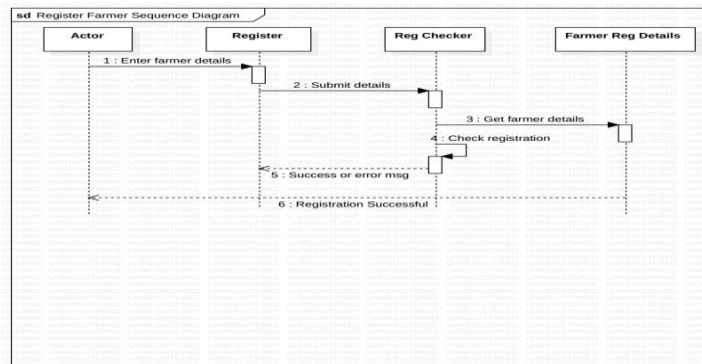 sd Register Farmer Sequence Diagram
Actor
Register
Reg Checker
Farmer Reg Details
1 : Enter farmer details
2 : Submit details
3 : Get farmer details
4 : Check registration
5 : Success or error msg
6 : Registration Successful